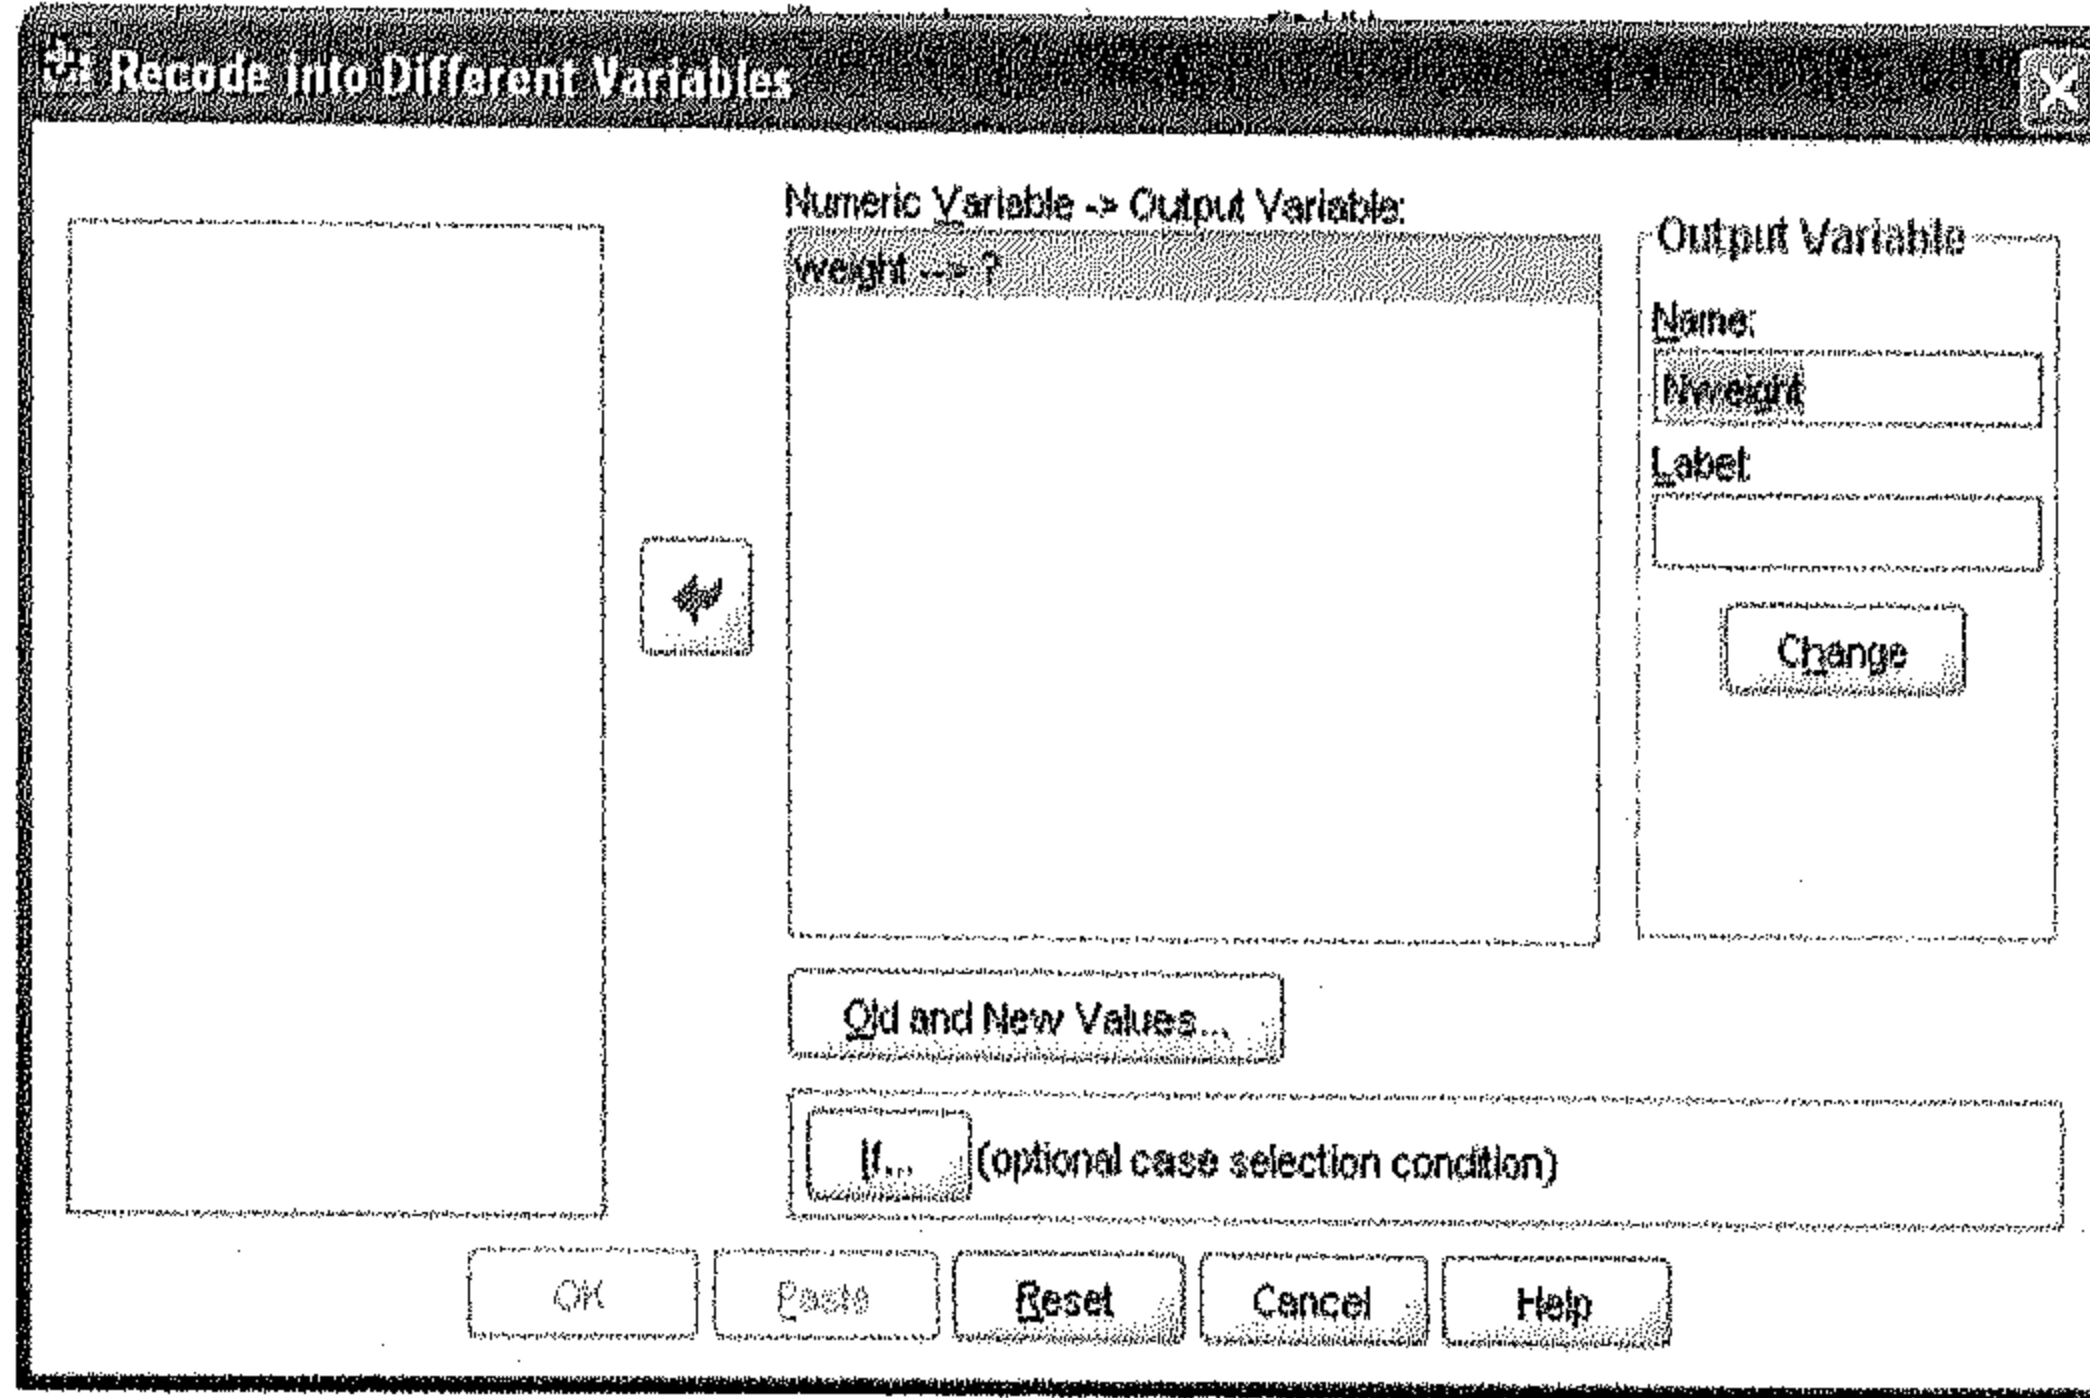 Recode into Different Variables
Numeric Variable -> Output Variable:
weight --> ?
Output Variable
Name:
Nweight
Label:
Change
Old and New Values...
If... (optional case selection condition)
OK
Paste
Reset
Cancel
Help